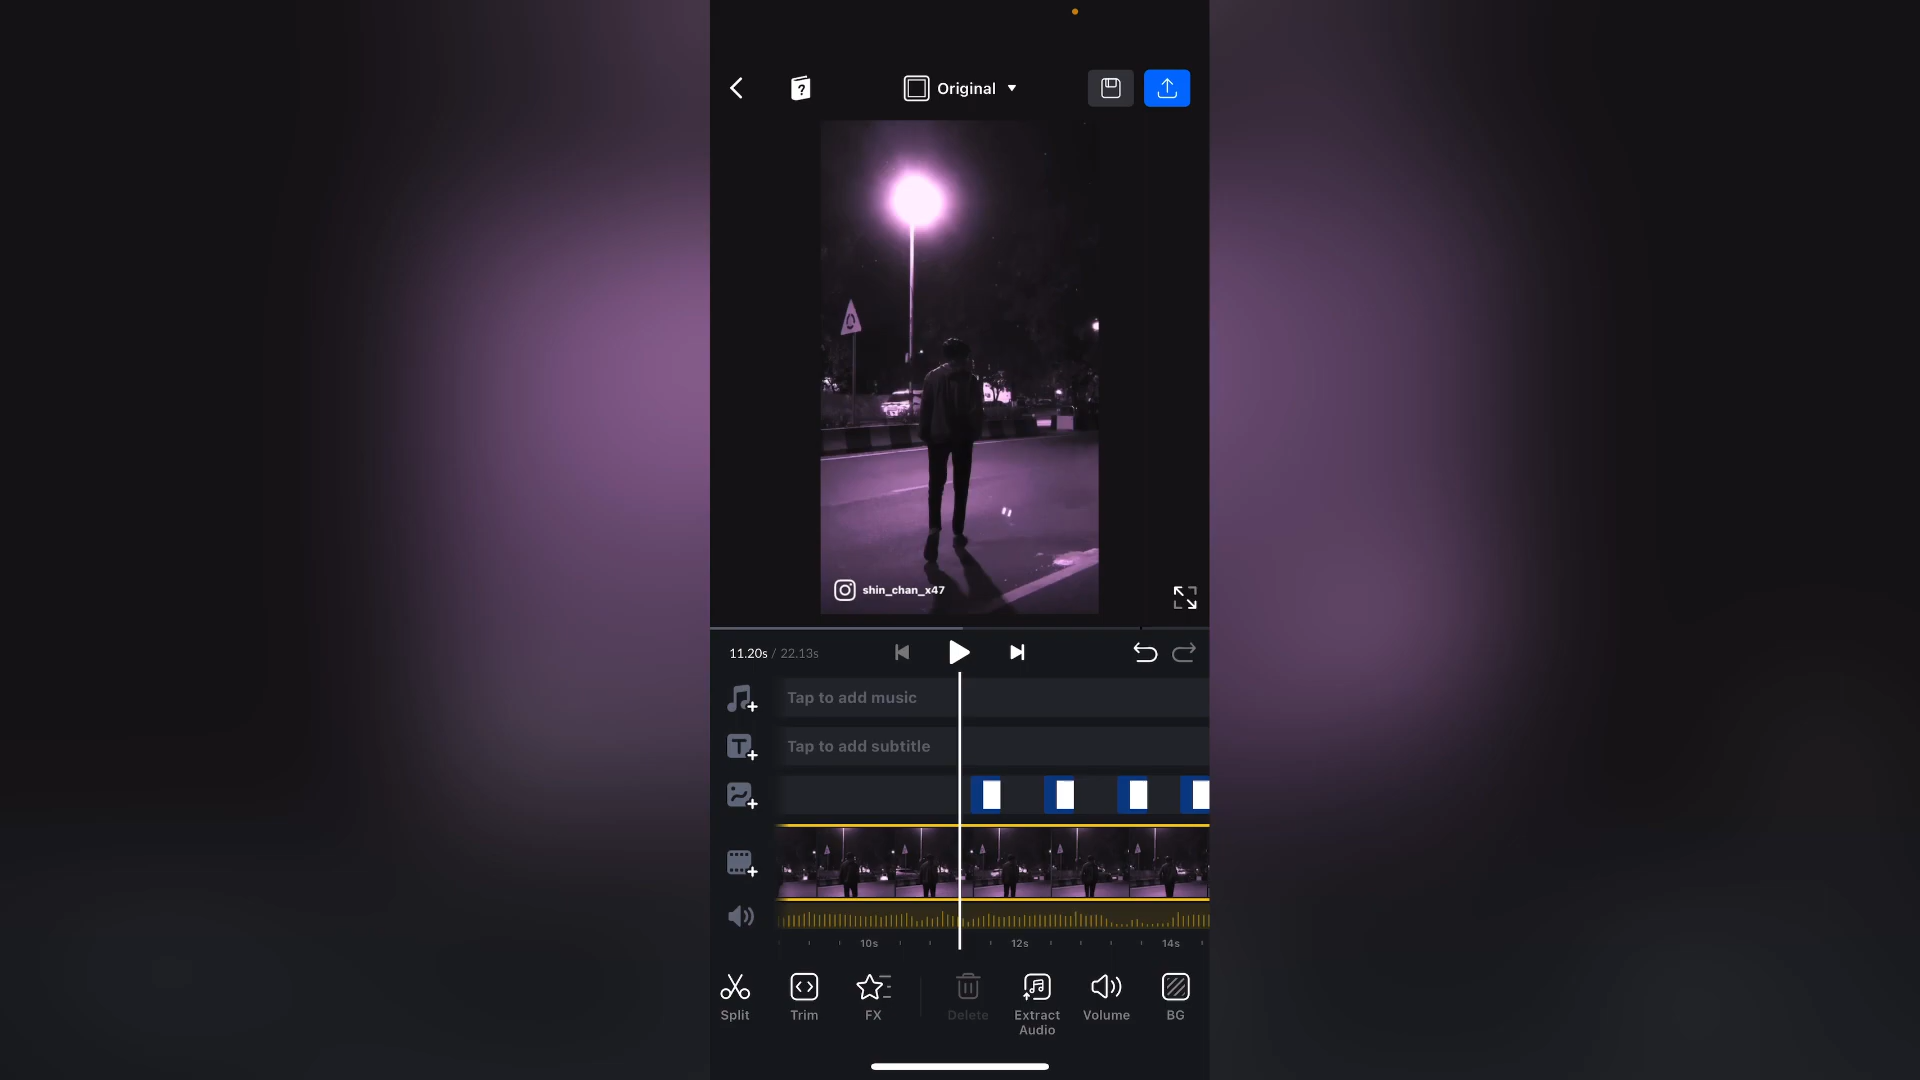 Original
shin_chan_x47
11.20s / 22.13s
Tap to add music
Tap to add subtitle
10s 12s 14s
Split Trim FX Delete Extract Audio Volume BG